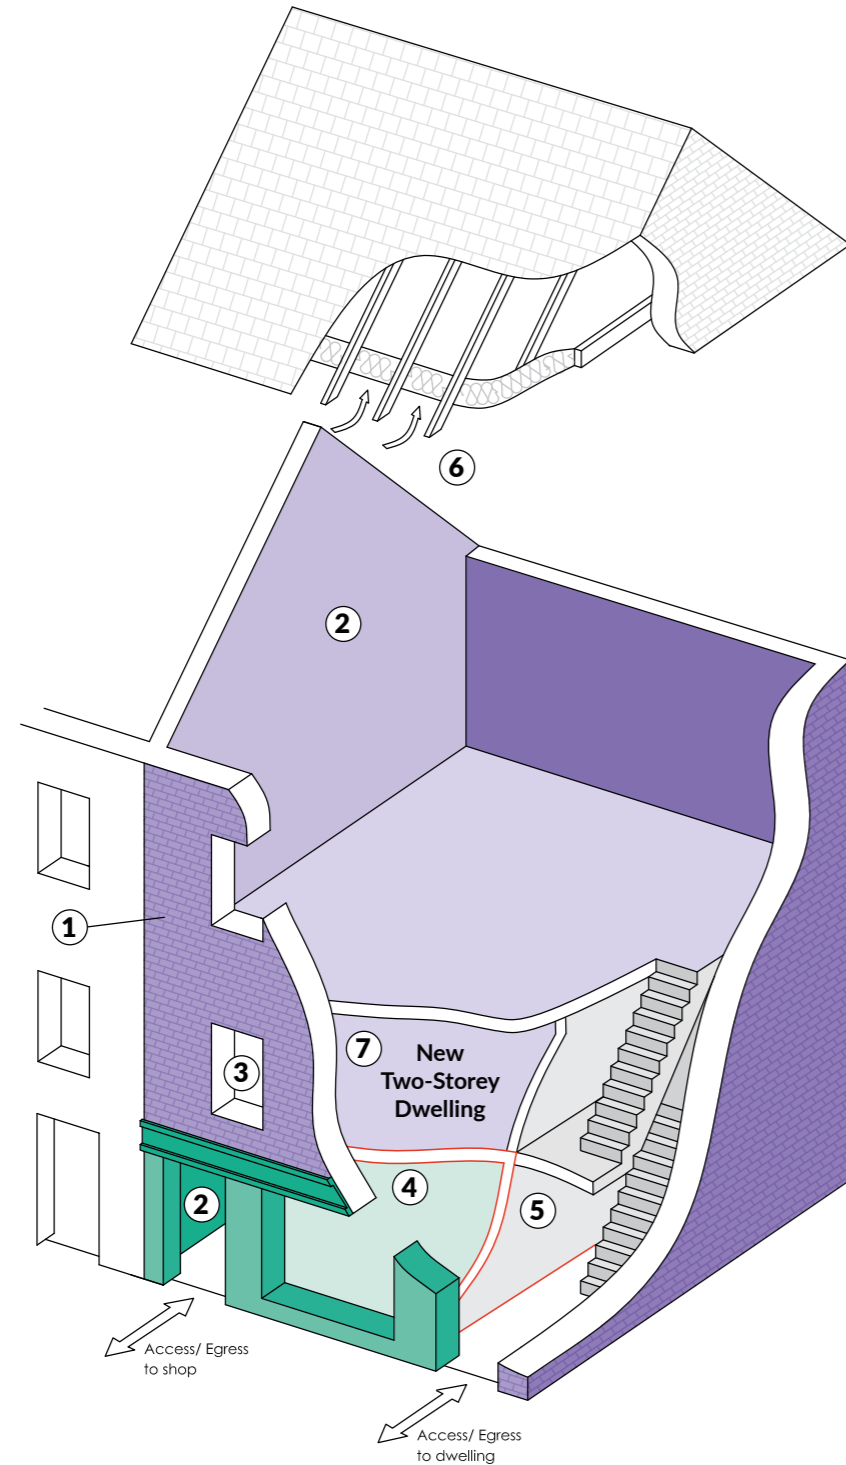 6
2
1
3
7
New
Two-Storey
Dwelling
4
2
5
Access/ Egress
to shop
Access/ Egress
to dwelling